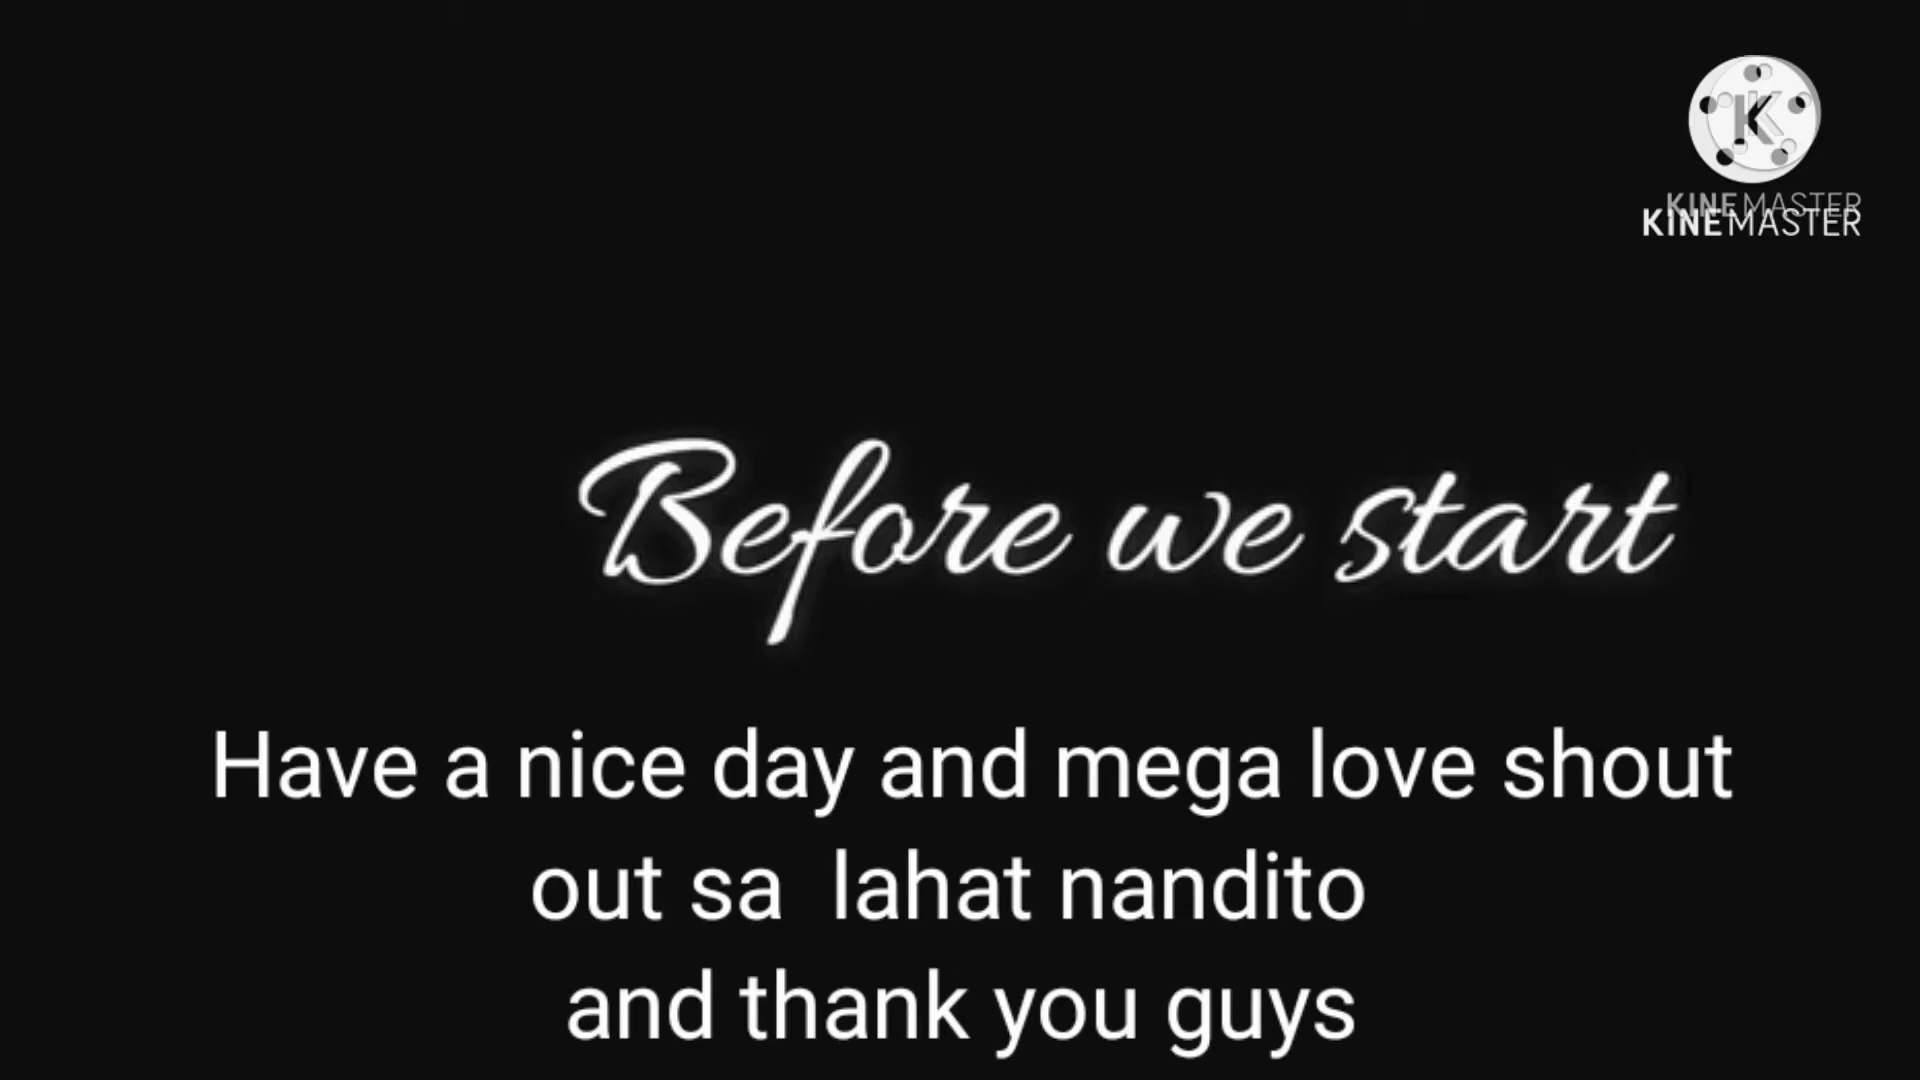 K
KINEMASTER
KINEMASTER
Before we start
Have a nice day and mega love shout
out sa  lahat nandito
and thank you guys